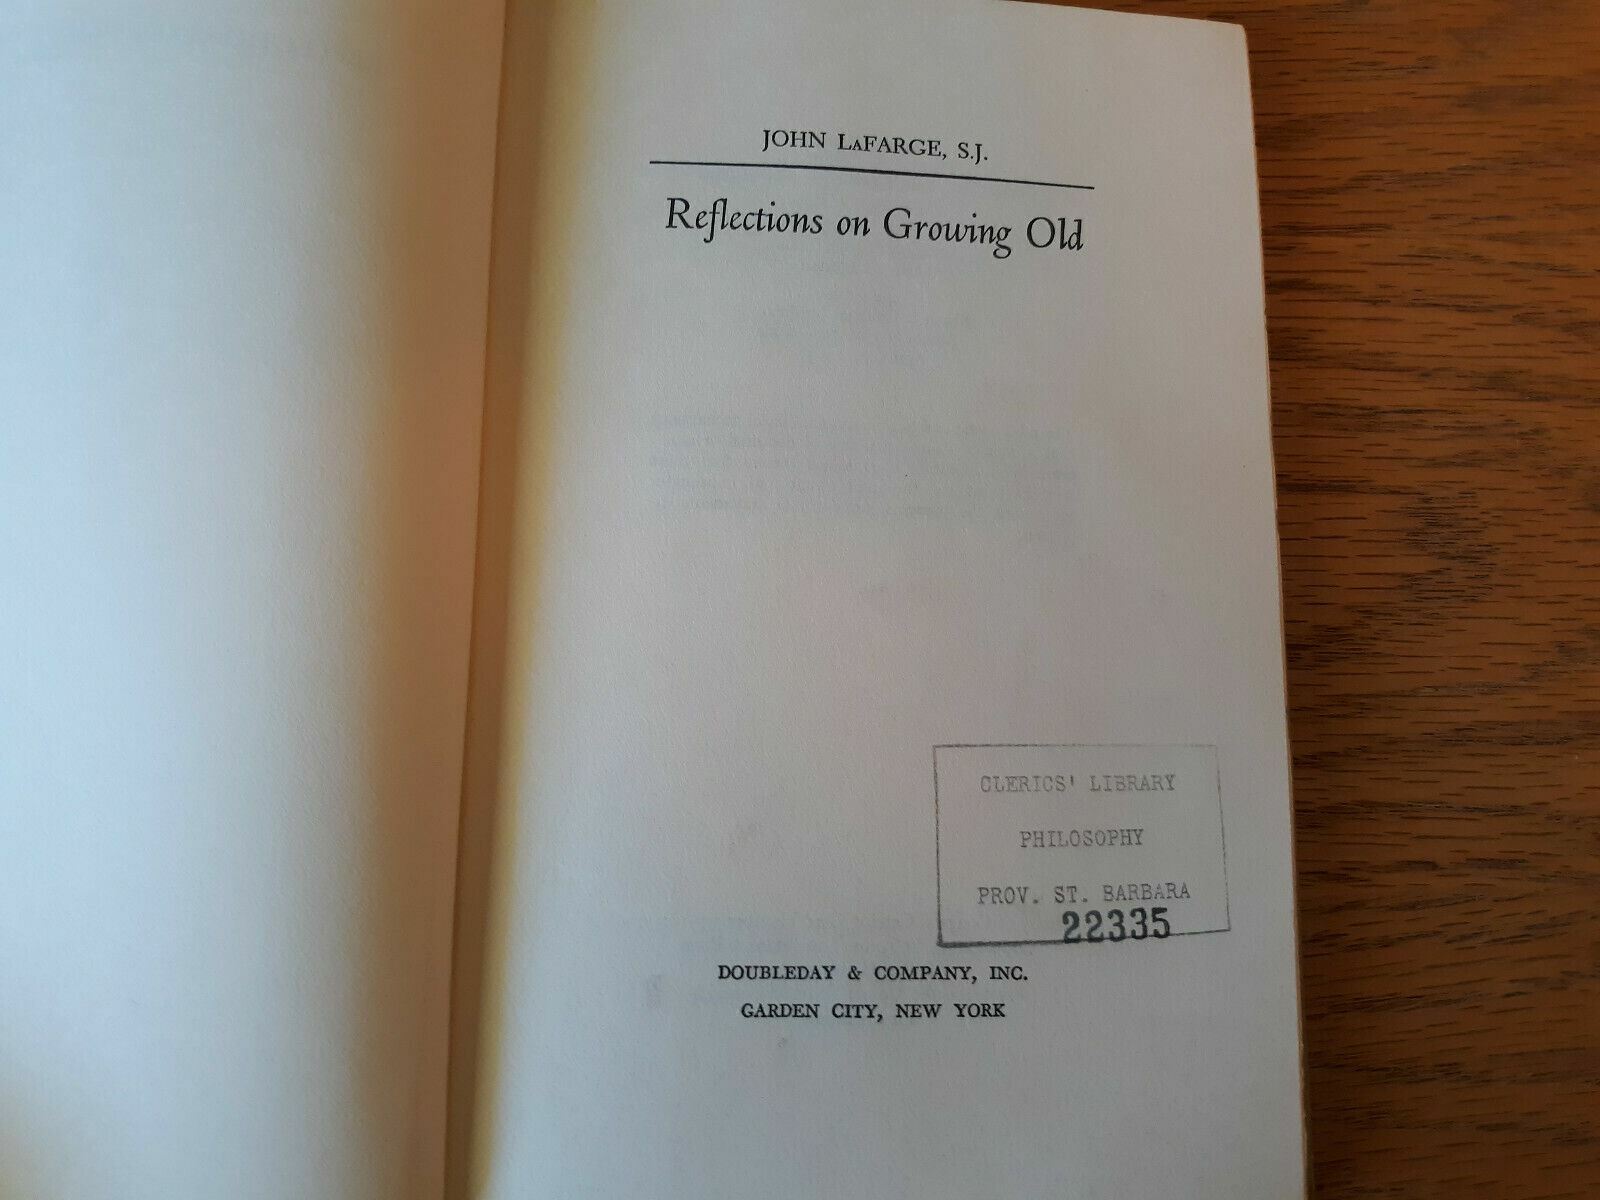 JOHN LAFARGE, S.J.
Reflections on Growing Old
CLERICS' LIBRARY
PHILOSOPHY
PROV. ST. BARBARA
22335
DOUBLEDAY & COMPANY, INC.
GARDEN CITY, NEW YORK